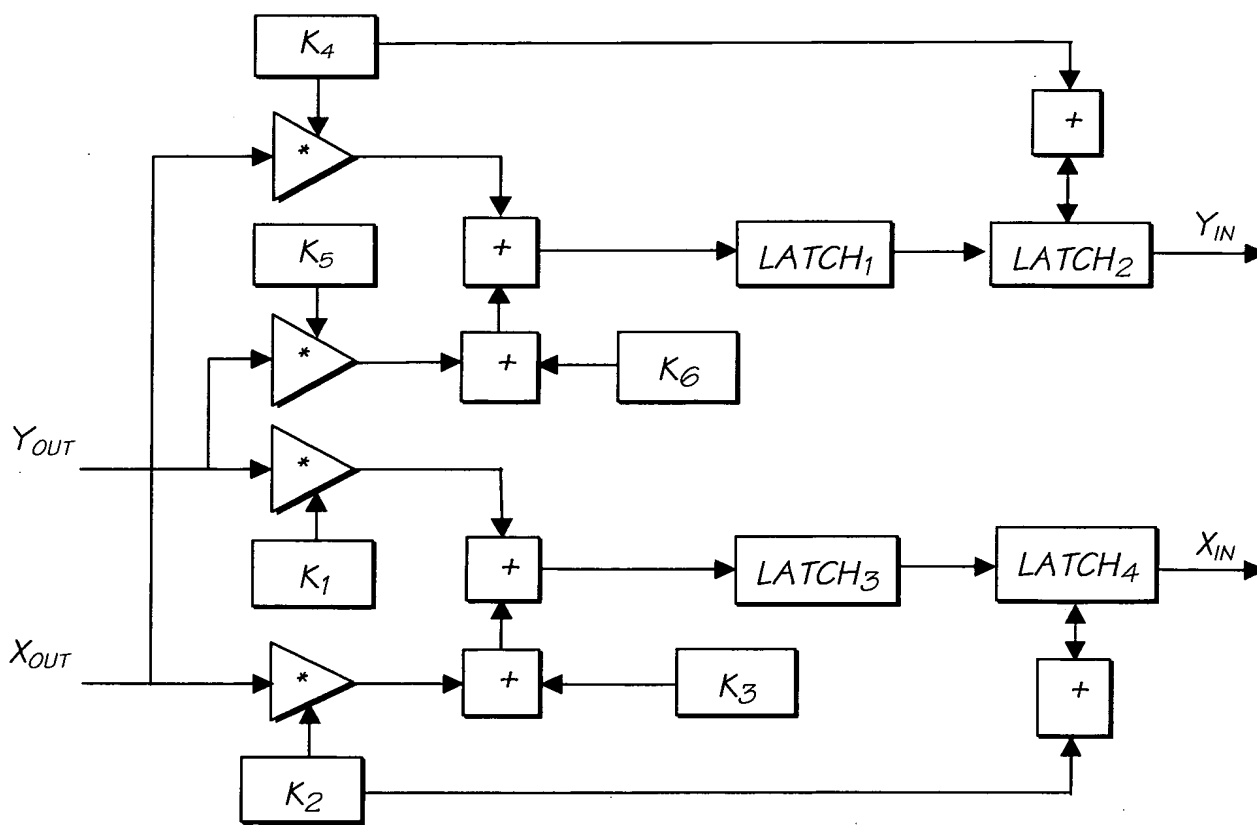 K4
+
*
YIN
K5
+
LATCH1
LATCH2
*
+
K6
YOUT
*
XIN
K1
+
LATCH3
LATCH4
XOUT
*
+
K3
+
K2